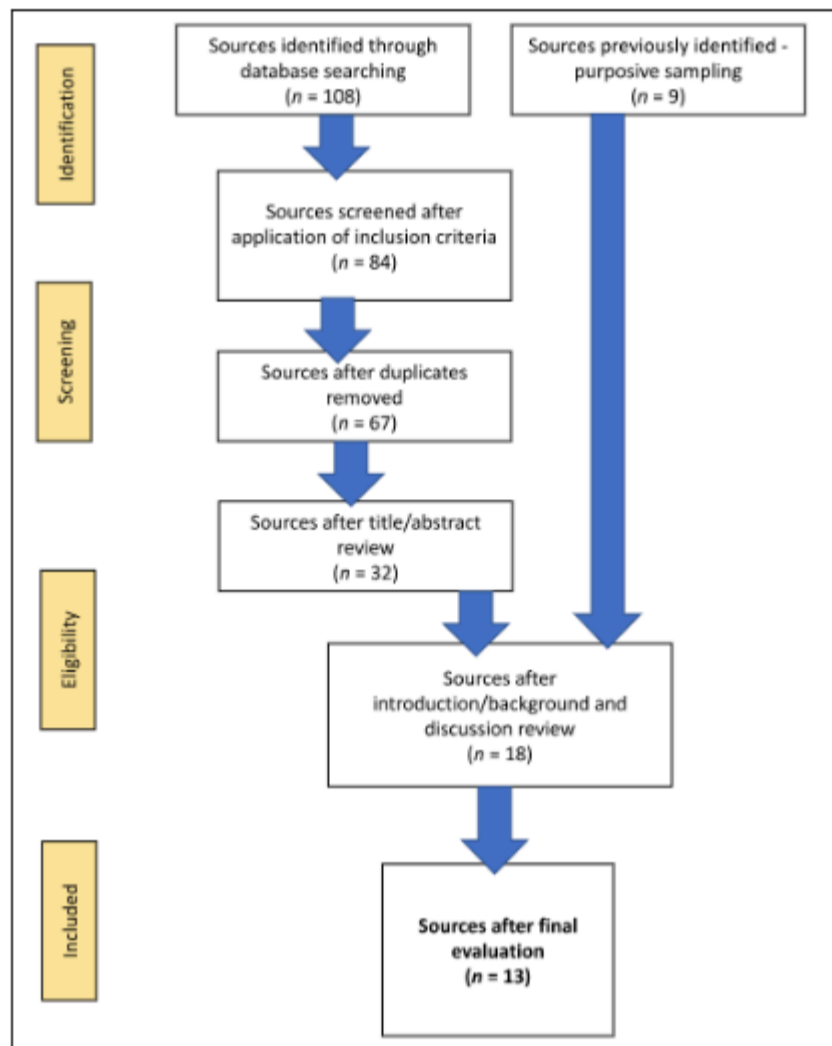 Identification
Sources identified through
database searching
(n = 108)
Sources previously identified -
purposive sampling
(n = 9)
Sources screened after
application of inclusion criteria
(n = 84)
Screening
Sources after duplicates
removed
(n = 67)
Sources after title/abstract
review
(n = 32)
Eligibility
Sources after
introduction/background and
discussion review
(n = 18)
Included
Sources after final
evaluation
(n = 13)